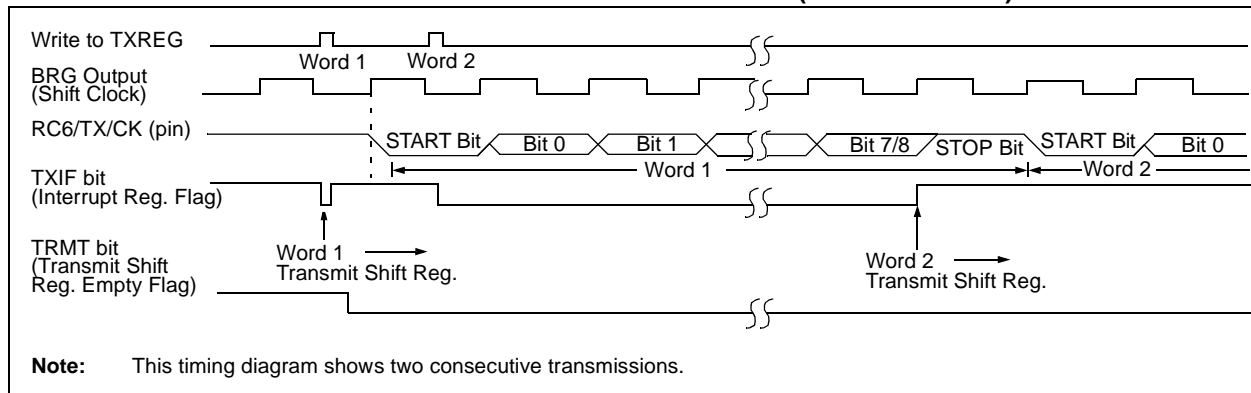 Write to TXREG
Word 1
Word 2
BRG Output
(Shift Clock)
RC6/TX/CK (pin)
START Bit
Bit 0
Bit 1
Bit 7/8
STOP Bit
START Bit
Bit 0
Word 1
Word 2
TXIF bit
(Interrupt Reg. Flag)
Word 1
Transmit Shift Reg.
Word 2
Transmit Shift Reg.
TRMT bit
(Transmit Shift
Reg. Empty Flag)
Note: This timing diagram shows two consecutive transmissions.